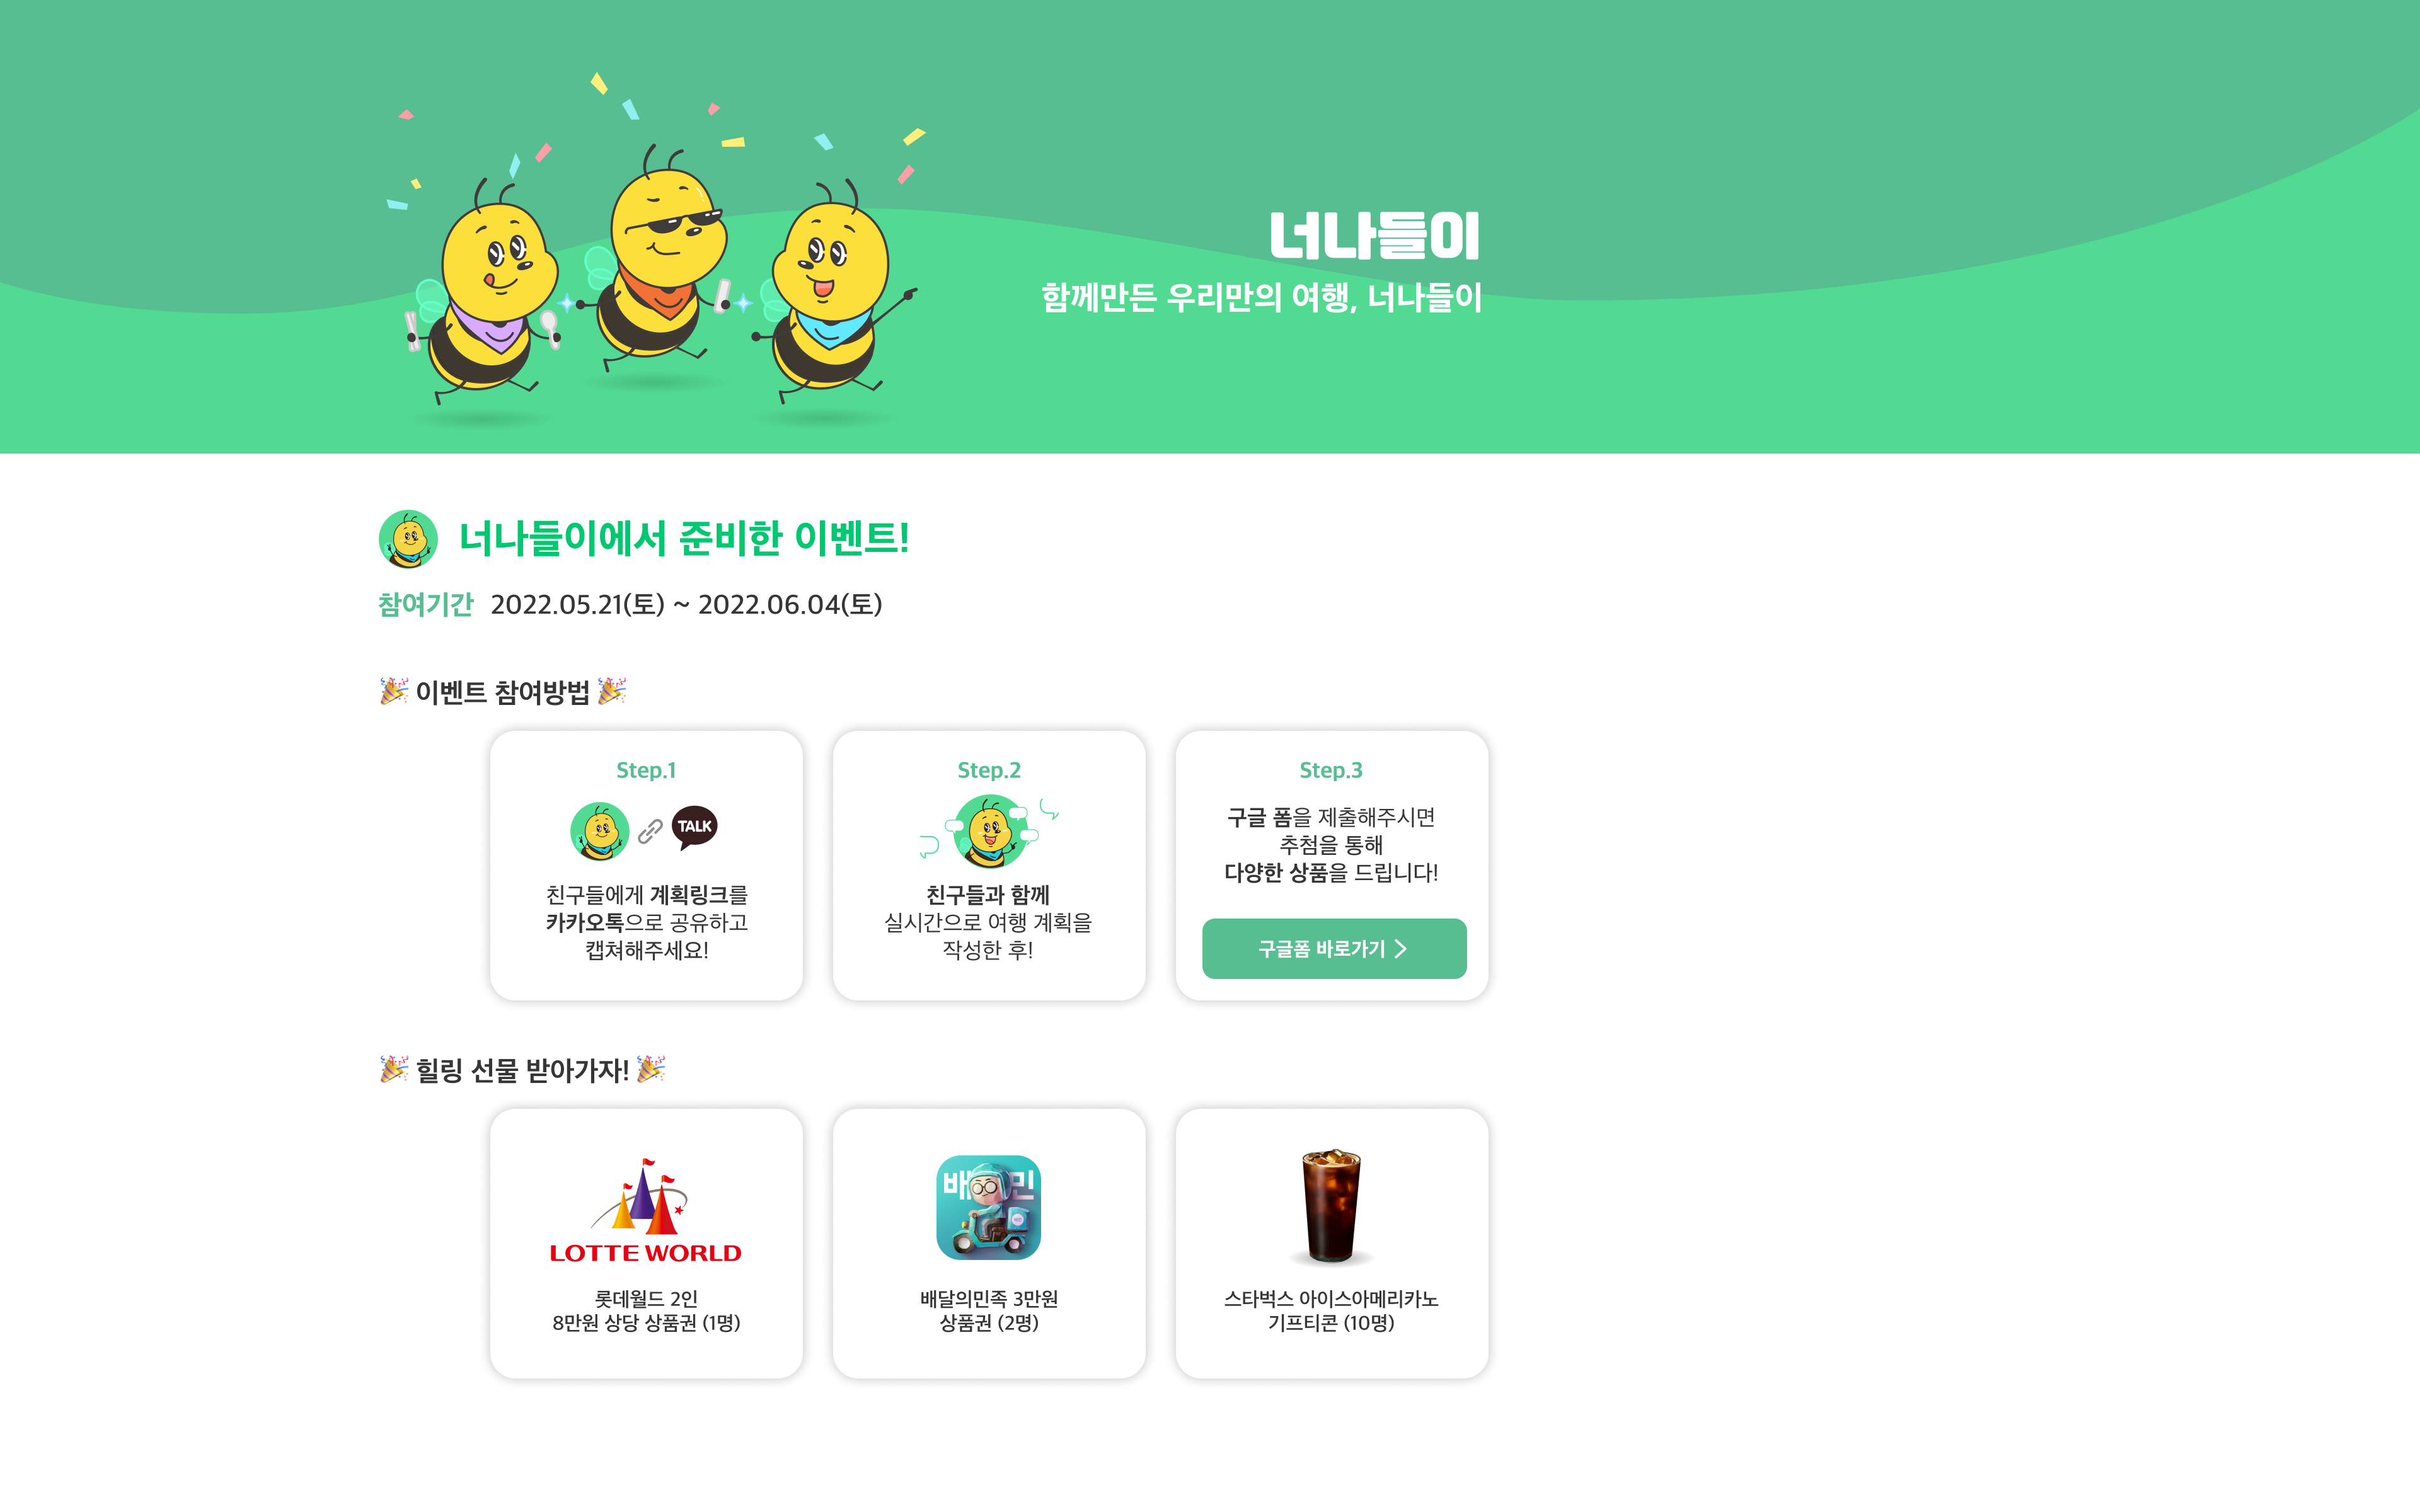 너나들이
함께만든 우리만의 여행, 너나들이
너나들이에서 준비한 이벤트!
참여기간 2022.05.21(토) ~ 2022.06.04(토)
🎉 이벤트 참여방법 🎉
Step.1
TALK
친구들에게 계획링크를
카카오톡으로 공유하고
캡쳐해주세요!
Step.2
친구들과 함께
실시간으로 여행 계획을
작성한 후!
Step.3
구글 폼을 제출해주시면
추첨을 통해
다양한 상품을 드립니다!
구글폼 바로가기 >
🎉 힐링 선물 받아가자! 🎉
LOTTE WORLD
롯데월드 2인
8만원 상당 상품권 (1명)
배민
배달의민족 3만원
상품권 (2명)
스타벅스 아이스아메리카노
기프티콘 (10명)